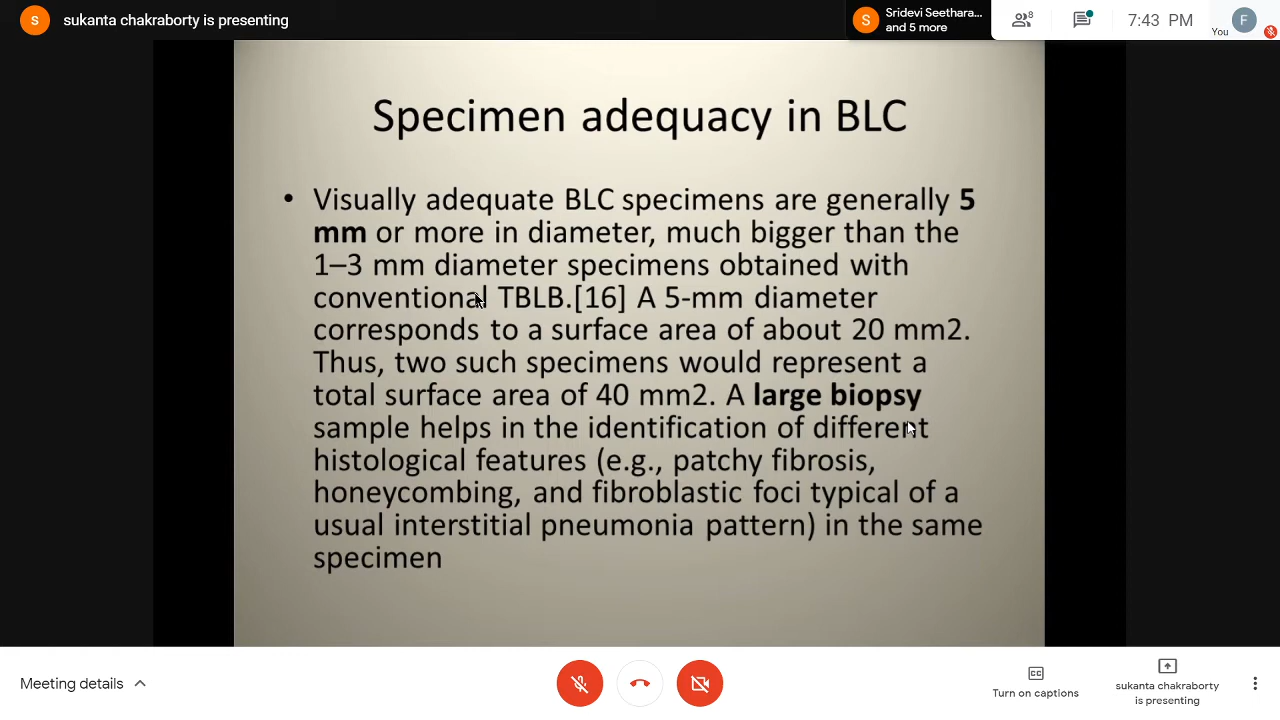 S
sukanta chakraborty is presenting
S
Sridevi Seethara...
and 5 more
8
7:43 PM
You
F
Specimen adequacy in BLC
• Visually adequate BLC specimens are generally 5
mm or more in diameter, much bigger than the
1–3 mm diameter specimens obtained with
conventional TBLB.[16] A 5-mm diameter
corresponds to a surface area of about 20 mm2.
Thus, two such specimens would represent a
total surface area of 40 mm2. A large biopsy
sample helps in the identification of different
histological features (e.g., patchy fibrosis,
honeycombing, and fibroblastic foci typical of a
usual interstitial pneumonia pattern) in the same
specimen
Meeting details
CC
Turn on captions
sukanta chakraborty
is presenting